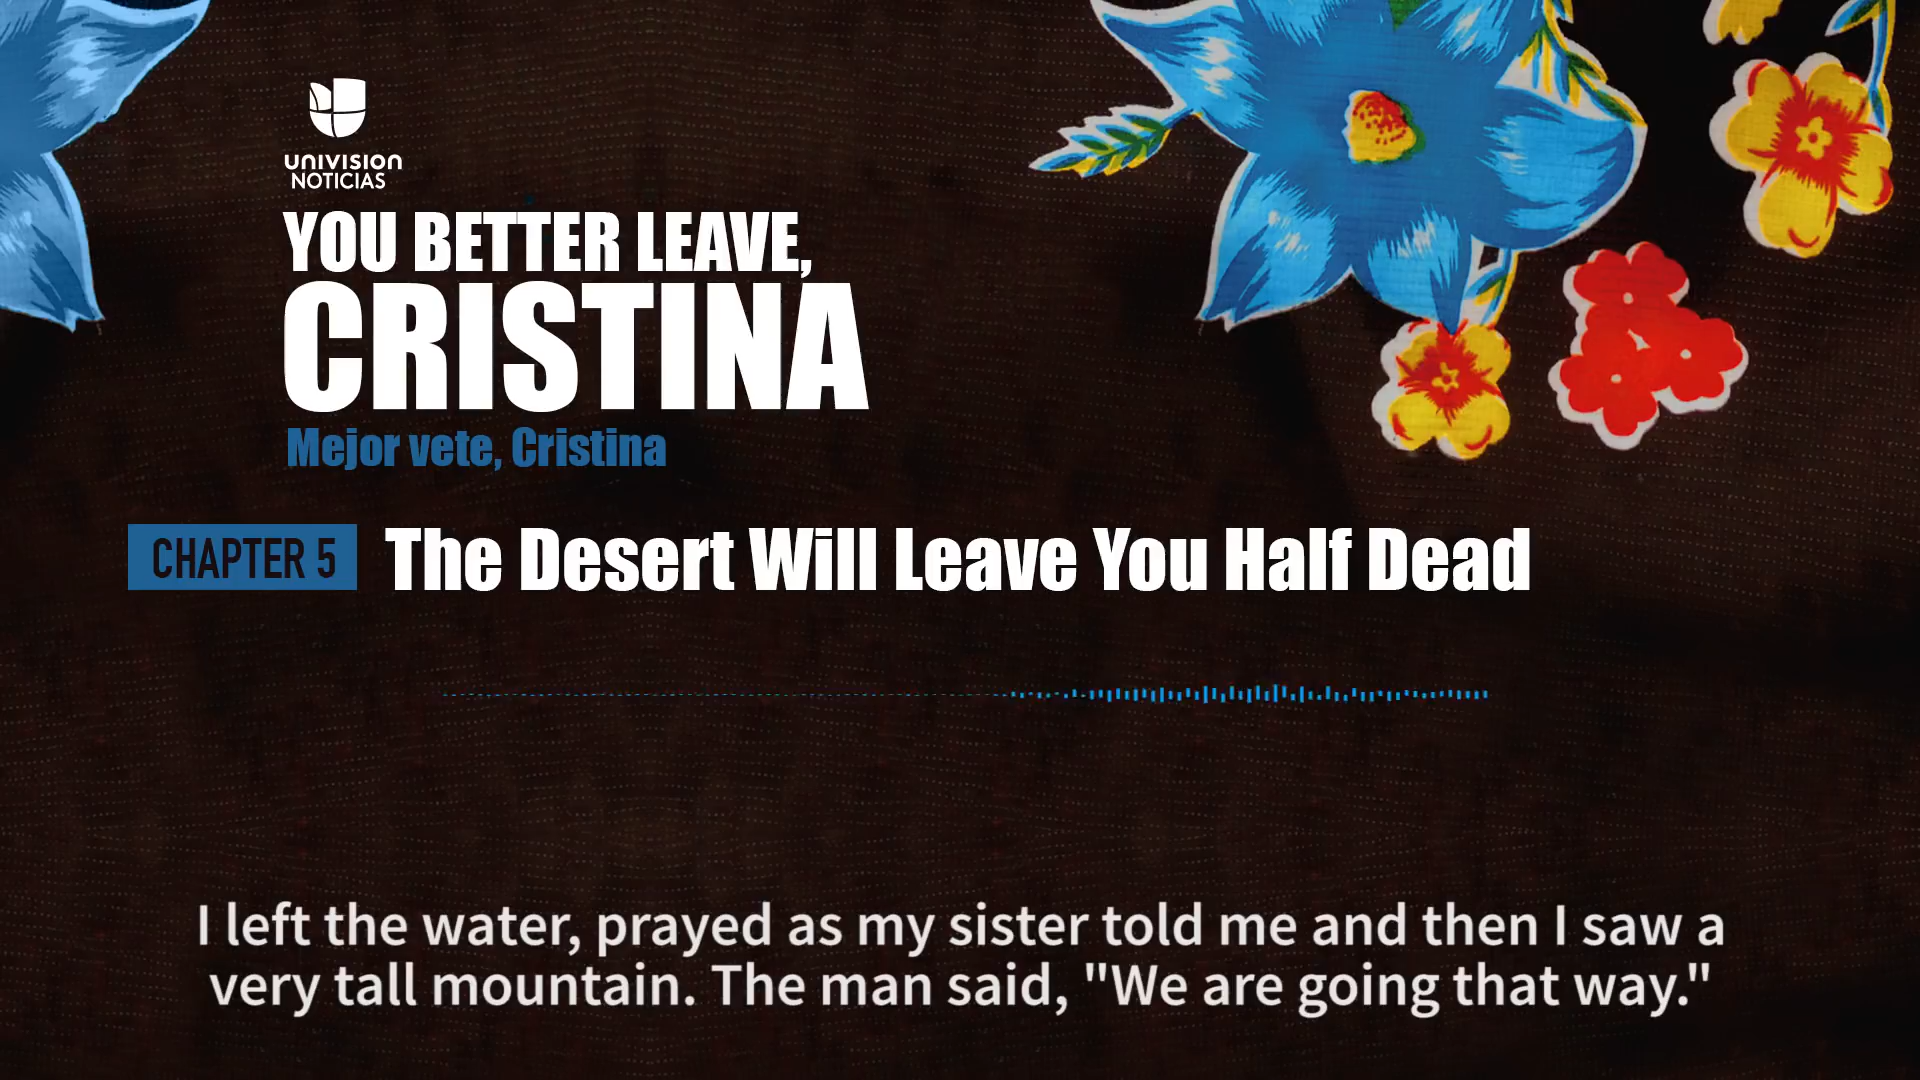 UNIVISION
NOTICIAS
YOU BETTER LEAVE,
CRISTINA
Mejor vete, Cristina
CHAPTER 5 The Desert Will Leave You Half Dead
I left the water, prayed as my sister told me and then I saw a
very tall mountain. The man said, "We are going that way."